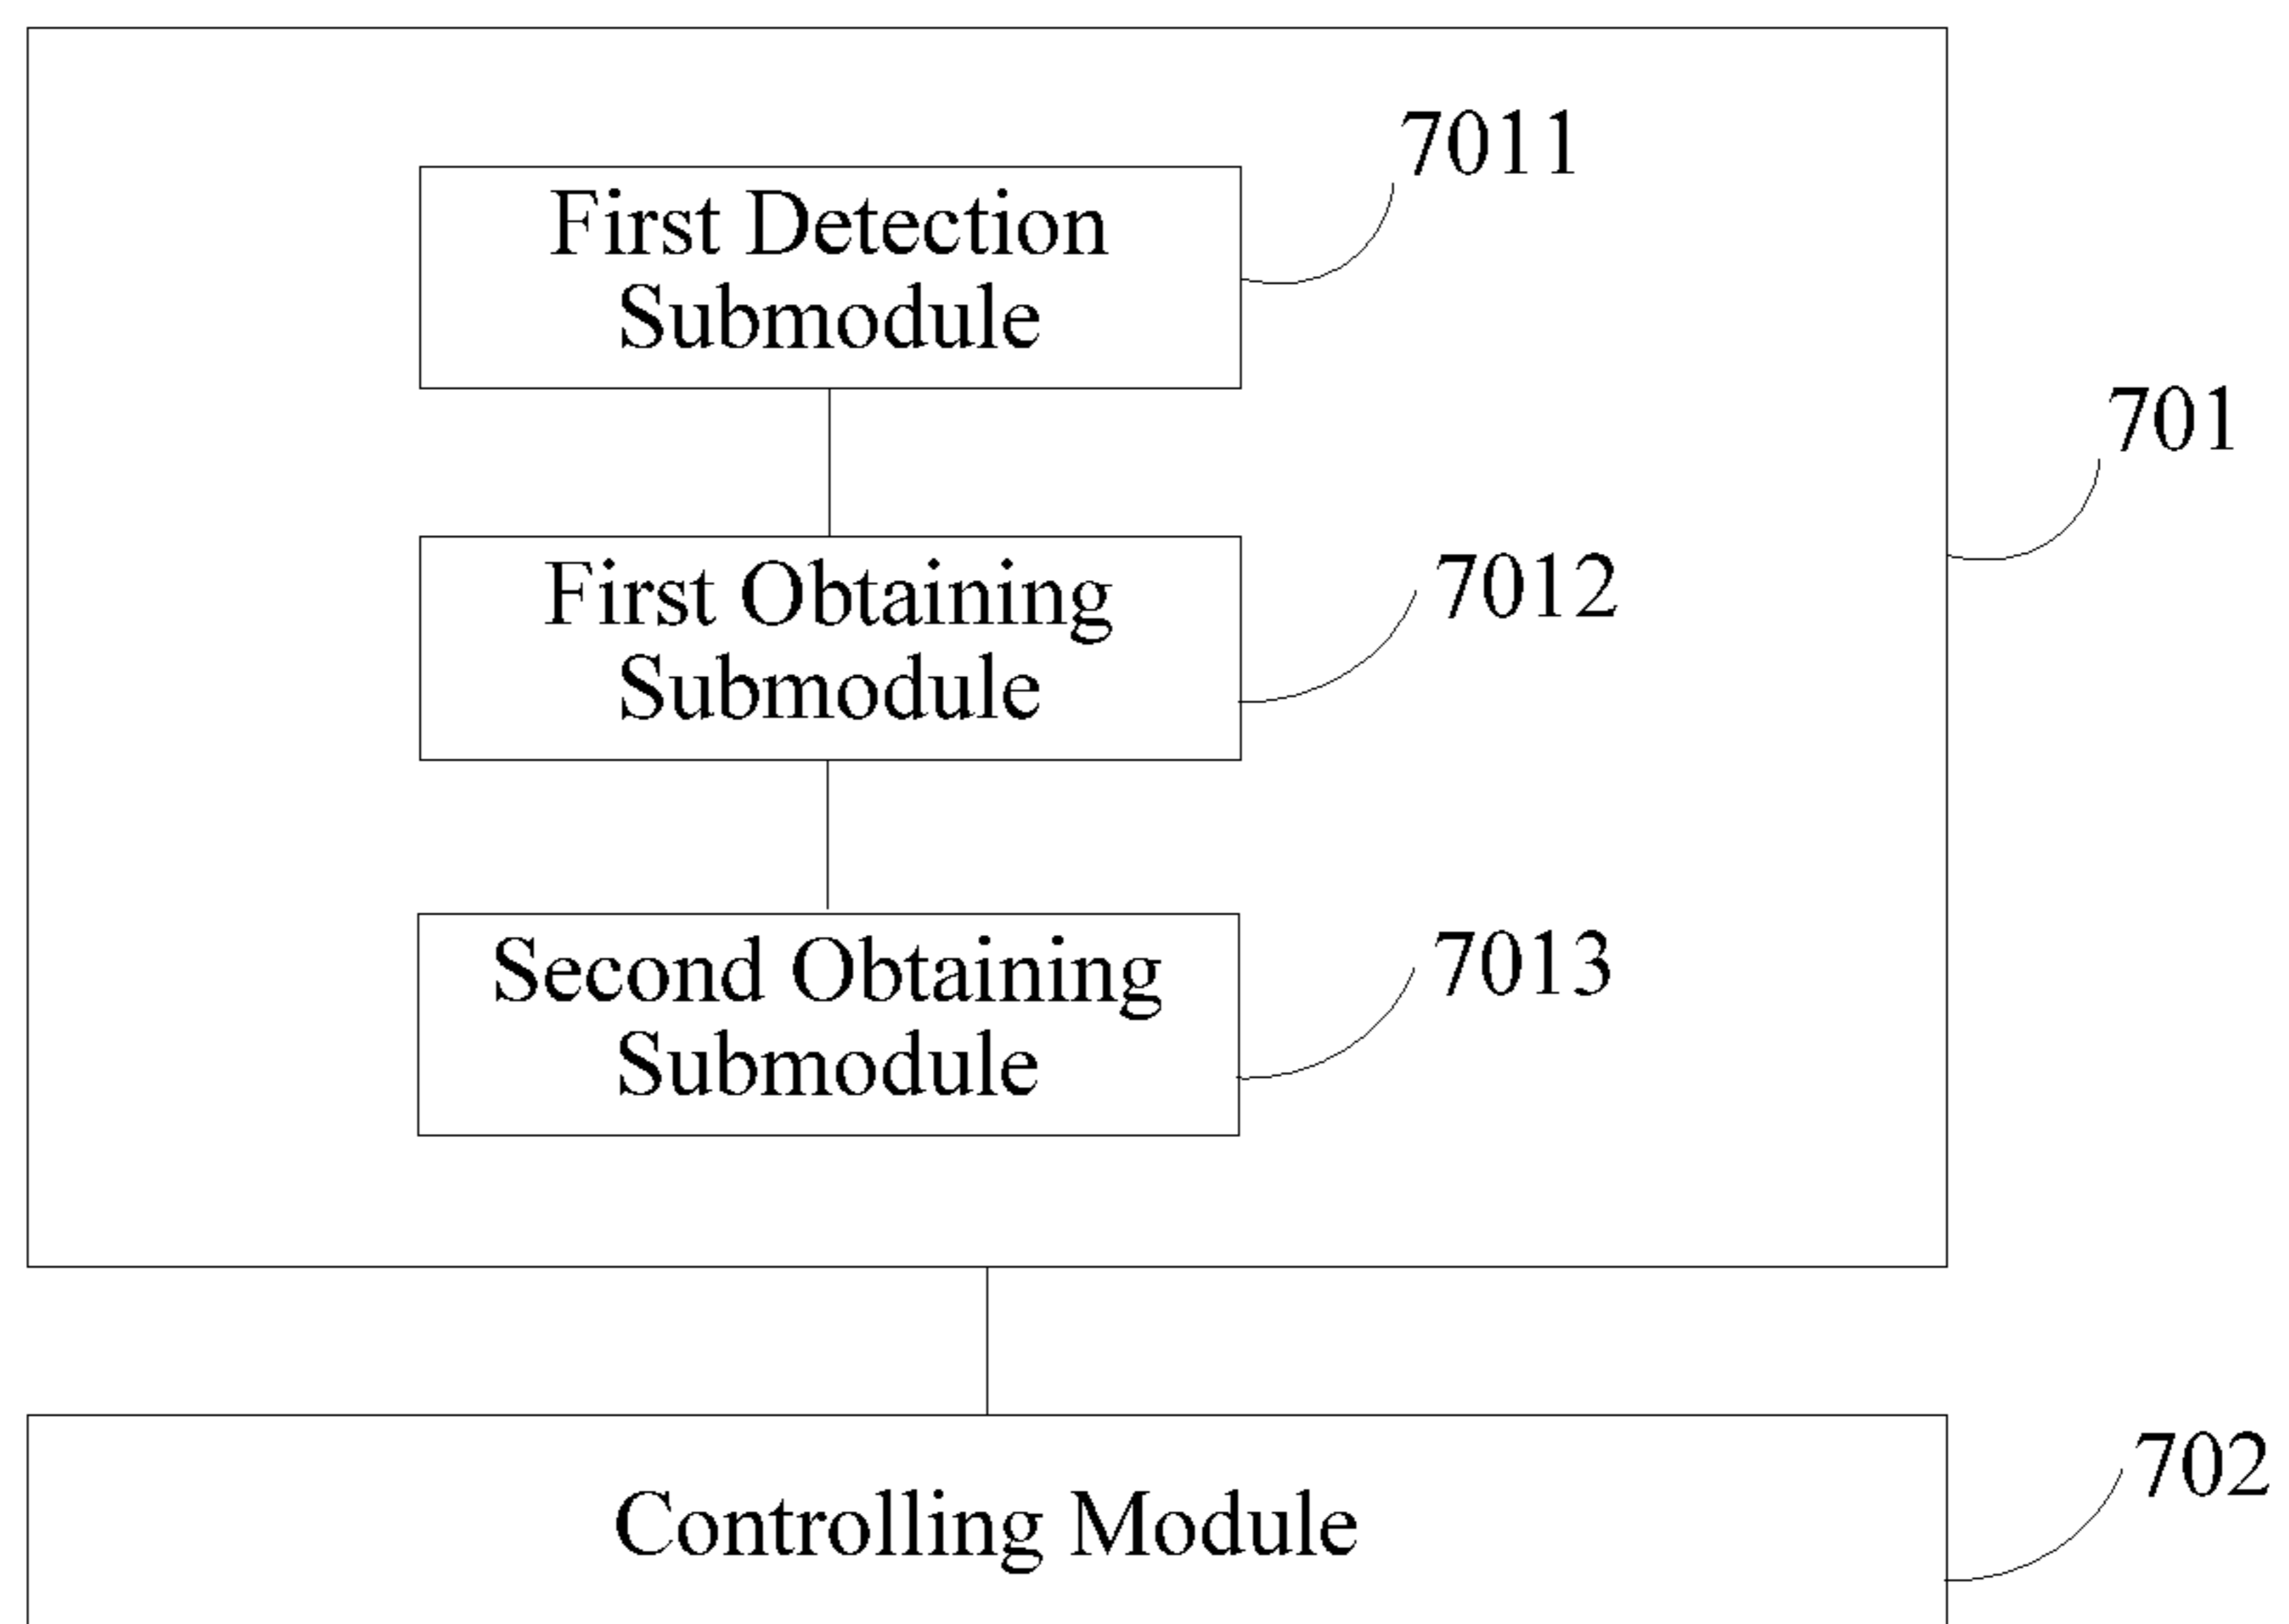 7011
First Detection
Submodule
701
First Obtaining
Submodule
7012
Second Obtaining
Submodule
7013
702
Controlling Module